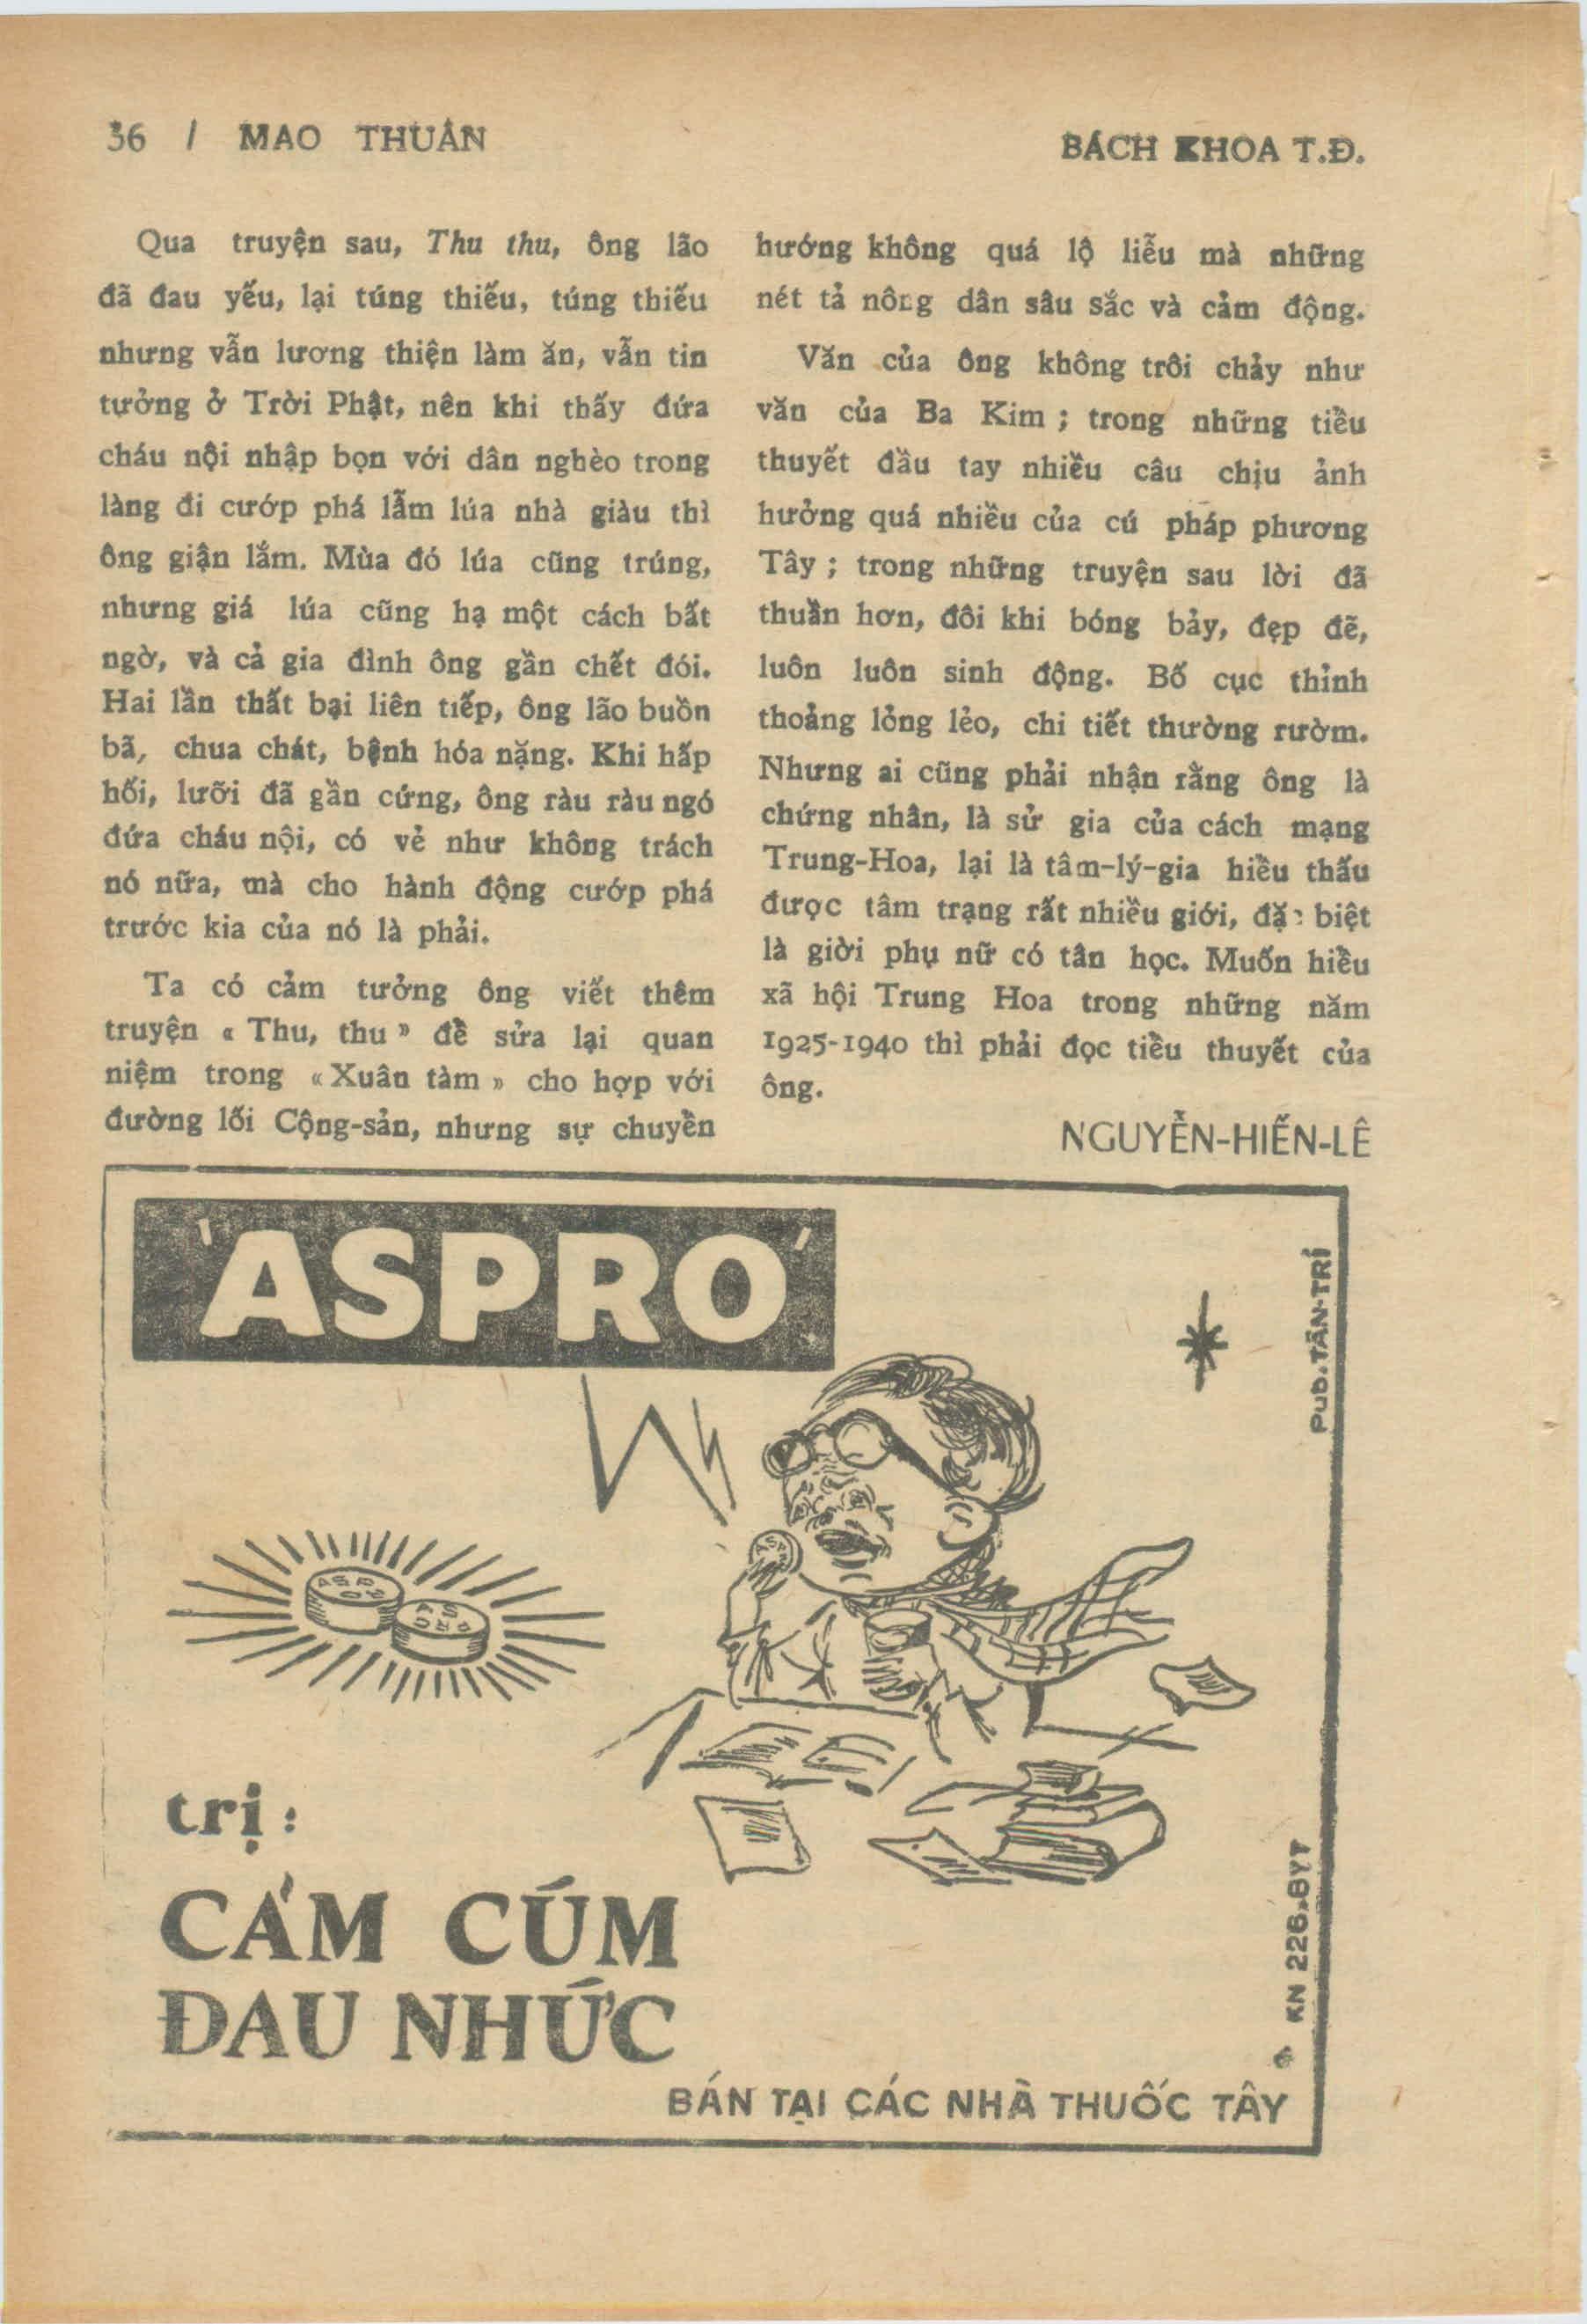 36 / MAO THUẪN
BÁCH KHOA T.Đ.
Qua truyện sau, Thu thu, ông lão
đã đau yếu, lại túng thiếu, túng thiếu
nhưng vẫn lương thiện làm ăn, vẫn tin
tưởng ở Trời Phật, nên khi thấy đứa
cháu nội nhập bọn với dân nghèo trong
làng đi cướp phá lẫm lúa nhà giàu thì
ông giận lắm. Mùa đó lúa cũng trúng,
nhưng giá lúa cũng hạ một cách bất
ngờ, và cả gia đình ông gần chết đói.
Hai lần thất bại liên tiếp, ông lão buồn
bã, chua chát, bệnh hóa nặng. Khi hấp
hối, lưỡi đã gần cứng, ông ràu ràu ngó
đứa cháu nội, có vẻ như không trách
nó nữa, mà cho hành động cướp phá
trước kia của nó là phải.
Ta có cảm tưởng ông viết thêm
truyện « Thu, thu » để sửa lại quan
niệm trong « Xuân tàm » cho hợp với
đường lối Cộng-sản, nhưng sự chuyển
hướng không quá lộ liễu mà những
nét tả nông dân sâu sắc và cảm động.
Văn của ông không trôi chảy như
văn của Ba Kim ; trong những tiểu
thuyết đầu tay nhiều câu chịu ảnh
hưởng quá nhiều của cú pháp phương
Tây ; trong những truyện sau lời đã
thuần hơn, đôi khi bóng bảy, đẹp đẽ,
luôn luôn sinh động. Bố cục thỉnh
thoảng lỏng lẻo, chi tiết thường rườm.
Nhưng ai cũng phải nhận rằng ông là
chứng nhân, là sử gia của cách mạng
Trung-Hoa, lại là tâm-lý-gia hiểu thấu
được tâm trạng rất nhiều giới, đặc biệt
là giời phụ nữ có tân học. Muốn hiểu
xã hội Trung Hoa trong những năm
1925-1940 thì phải đọc tiểu thuyết của
ông.
NGUYỄN-HIẾN-LÊ
'ASPRO'
Pub. TÂN-TRÍ
ASPRO
ASPRO
trị :
CẢM CÚM
ĐAU NHỨC
KN 226.BYT
BÁN TẠI CÁC NHÀ THUỐC TÂY